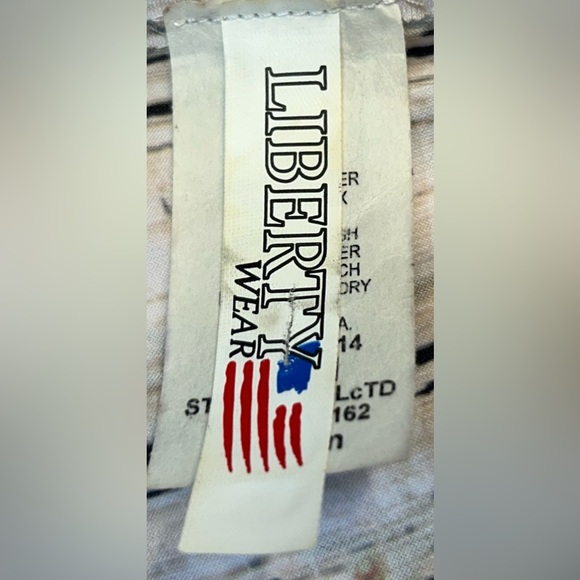 LIBERTY
WEAR
ER
X
SH
ER
CH
DRY
A.
14
ST LcTD
162
n